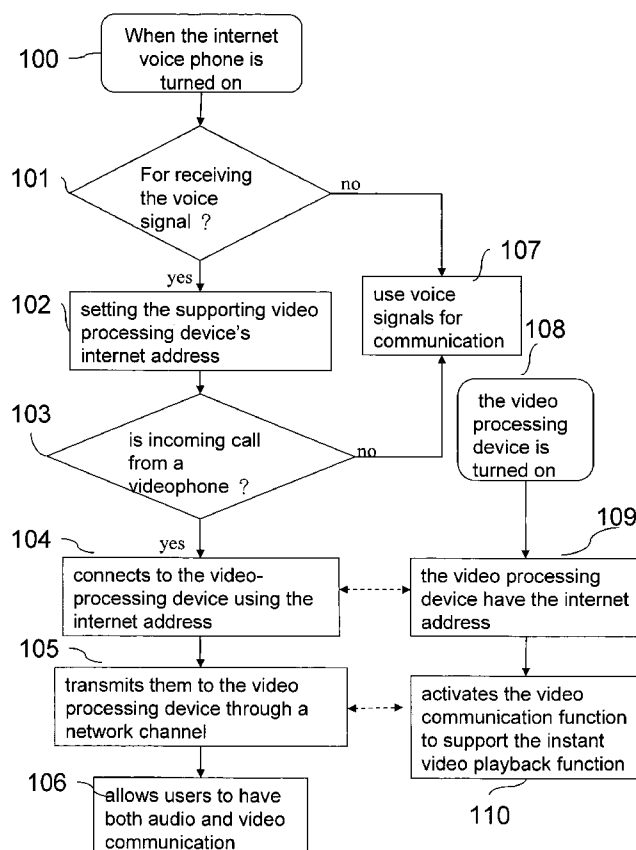 100
When the internet
voice phone is
turned on
101
For receiving
the voice
signal ?
no
yes
107
use voice
signals for
communication
102
setting the supporting video
processing device's
internet address
108
the video
processing
device is
turned on
103
is incoming call
from a
videophone ?
no
yes
104
connects to the video-
processing device using the
internet address
109
the video processing
device have the internet
address
105
transmits them to the video
processing device through a
network channel
activates the video
communication function
to support the instant
video playback function
110
106
allows users to have
both audio and video
communication